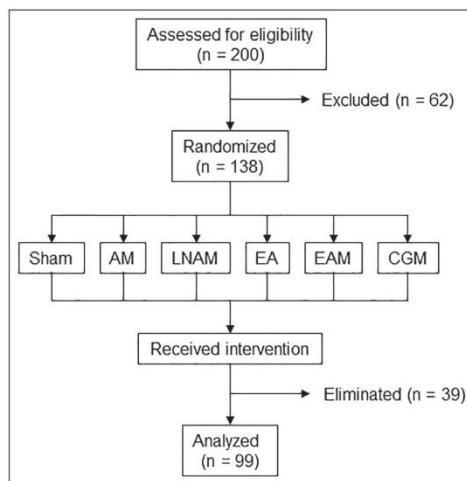 Assessed for eligibility
(n = 200)
Excluded (n = 62)
Randomized
(n = 138)
Sham AM LNAM EA EAM CGM
Received intervention
Eliminated (n = 39)
Analyzed
(n = 99)